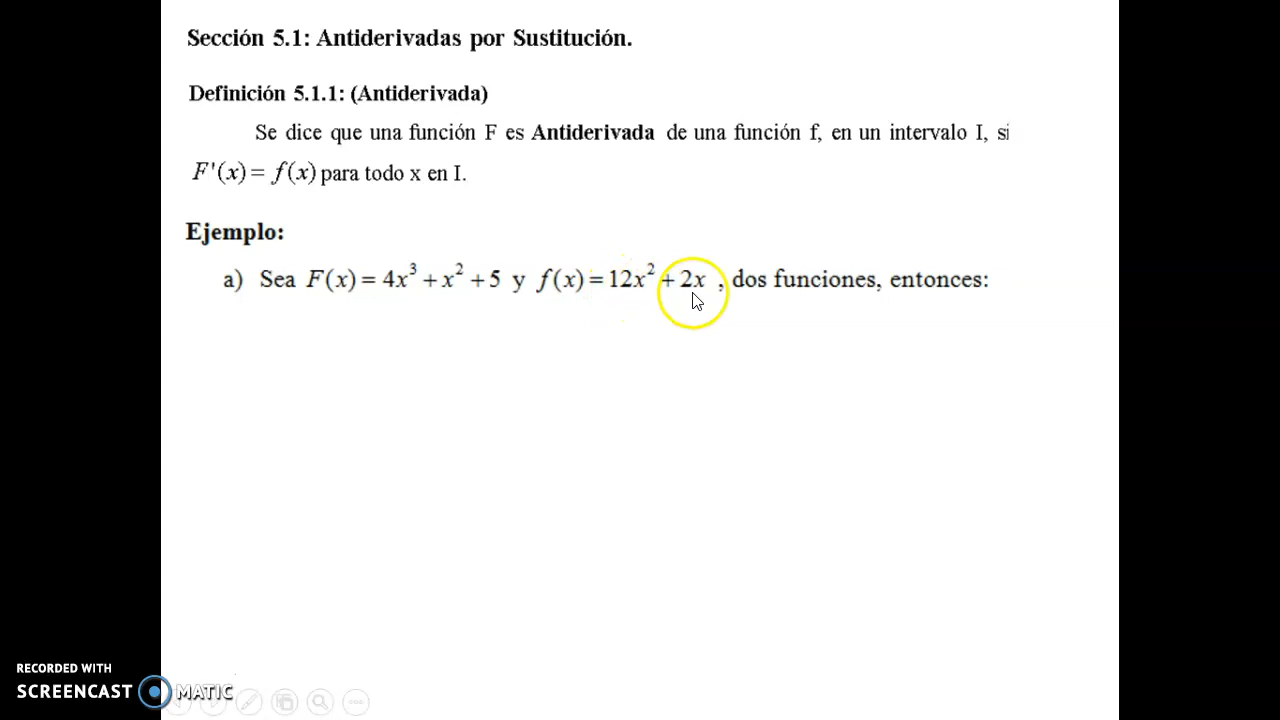 Sección 5.1: Antiderivadas por Sustitución.
Definición 5.1.1: (Antiderivada)
Se dice que una función F es Antiderivada de una función f, en un intervalo I, si
F'(x) = f(x) para todo x en I.
Ejemplo:
a) Sea F(x) = 4x³ + x² + 5 y f(x) = 12x² + 2x , dos funciones, entonces:
RECORDED WITH
SCREENCAST MATIC